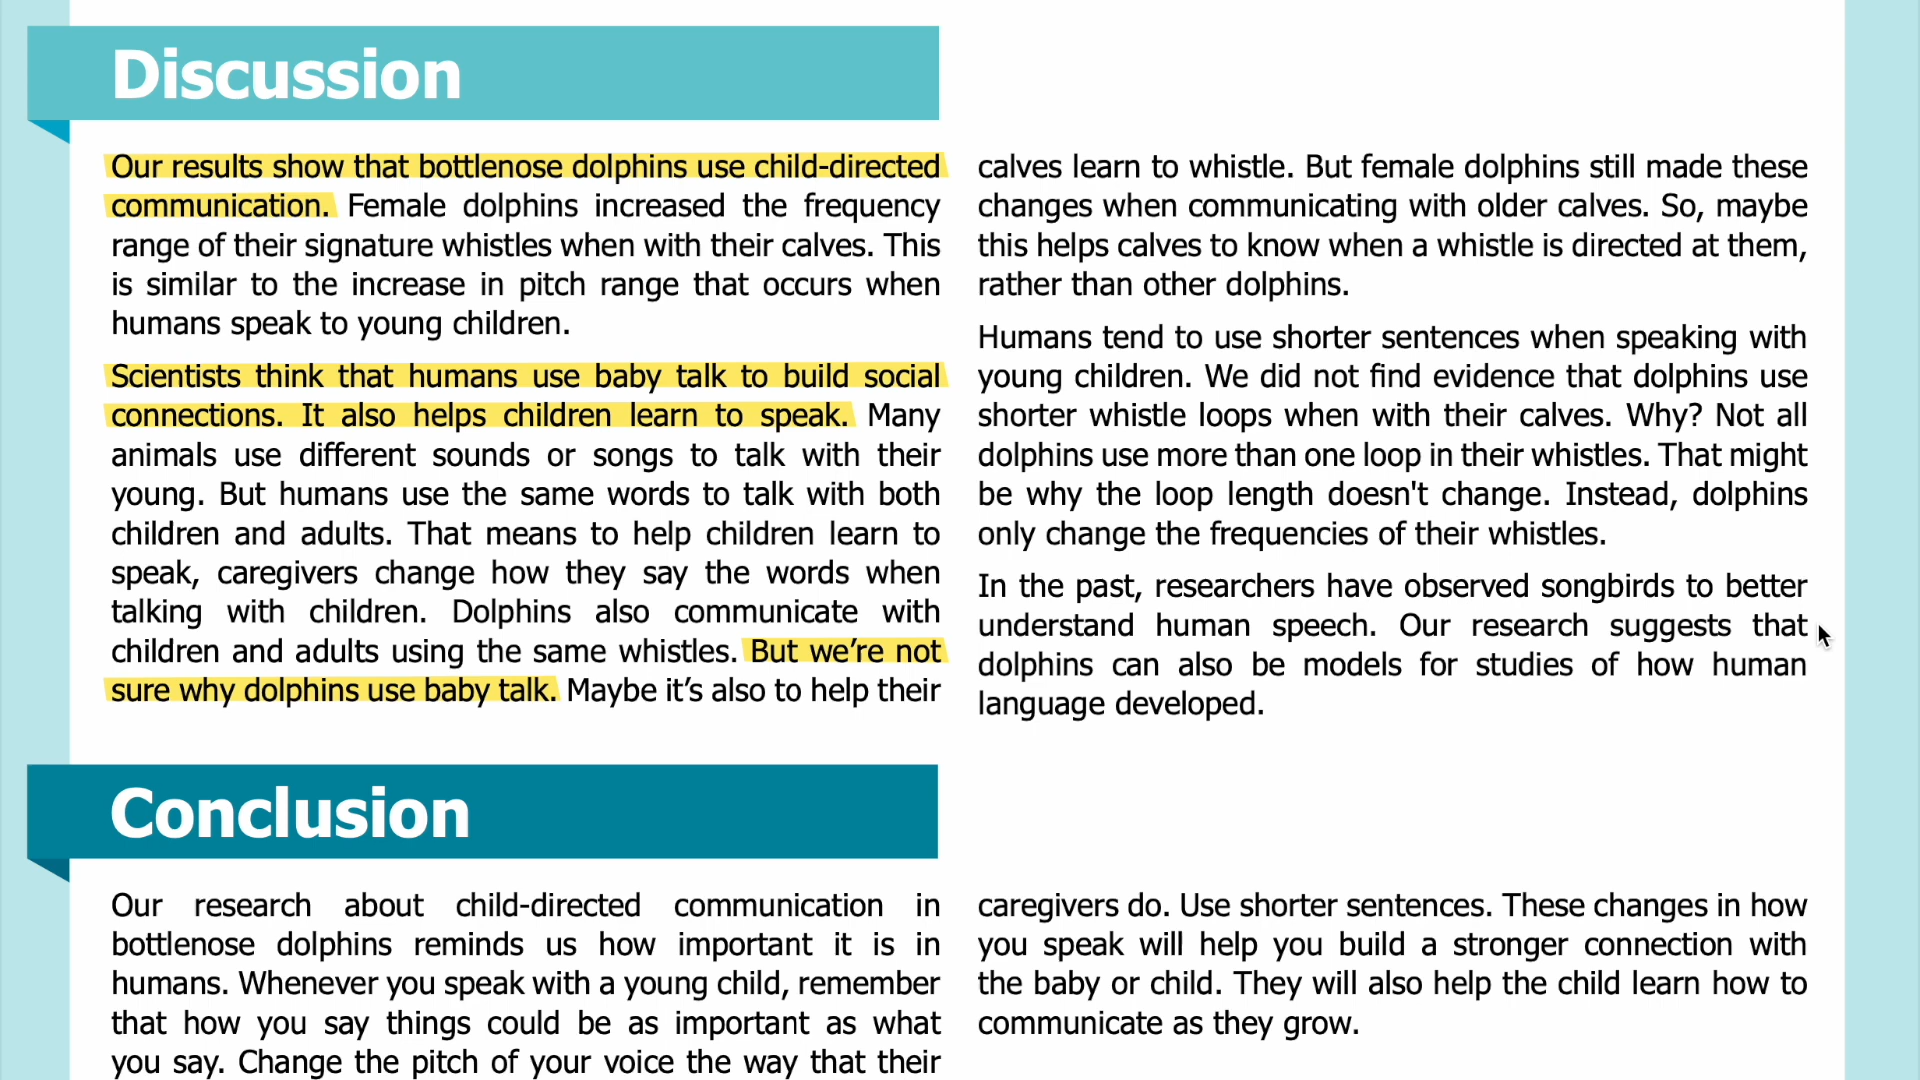 Discussion
Our results show that bottlenose dolphins use child-directed
communication. Female dolphins increased the frequency
range of their signature whistles when with their calves. This
is similar to the increase in pitch range that occurs when
humans speak to young children.
Scientists think that humans use baby talk to build social
connections. It also helps children learn to speak. Many
animals use different sounds or songs to talk with their
young. But humans use the same words to talk with both
children and adults. That means to help children learn to
speak, caregivers change how they say the words when
talking with children. Dolphins also communicate with
children and adults using the same whistles. But we’re not
sure why dolphins use baby talk. Maybe it’s also to help their
calves learn to whistle. But female dolphins still made these
changes when communicating with older calves. So, maybe
this helps calves to know when a whistle is directed at them,
rather than other dolphins.
Humans tend to use shorter sentences when speaking with
young children. We did not find evidence that dolphins use
shorter whistle loops when with their calves. Why? Not all
dolphins use more than one loop in their whistles. That might
be why the loop length doesn't change. Instead, dolphins
only change the frequencies of their whistles.
In the past, researchers have observed songbirds to better
understand human speech. Our research suggests that
dolphins can also be models for studies of how human
language developed.
Conclusion
Our research about child-directed communication in
bottlenose dolphins reminds us how important it is in
humans. Whenever you speak with a young child, remember
that how you say things could be as important as what
you say. Change the pitch of your voice the way that their
caregivers do. Use shorter sentences. These changes in how
you speak will help you build a stronger connection with
the baby or child. They will also help the child learn how to
communicate as they grow.